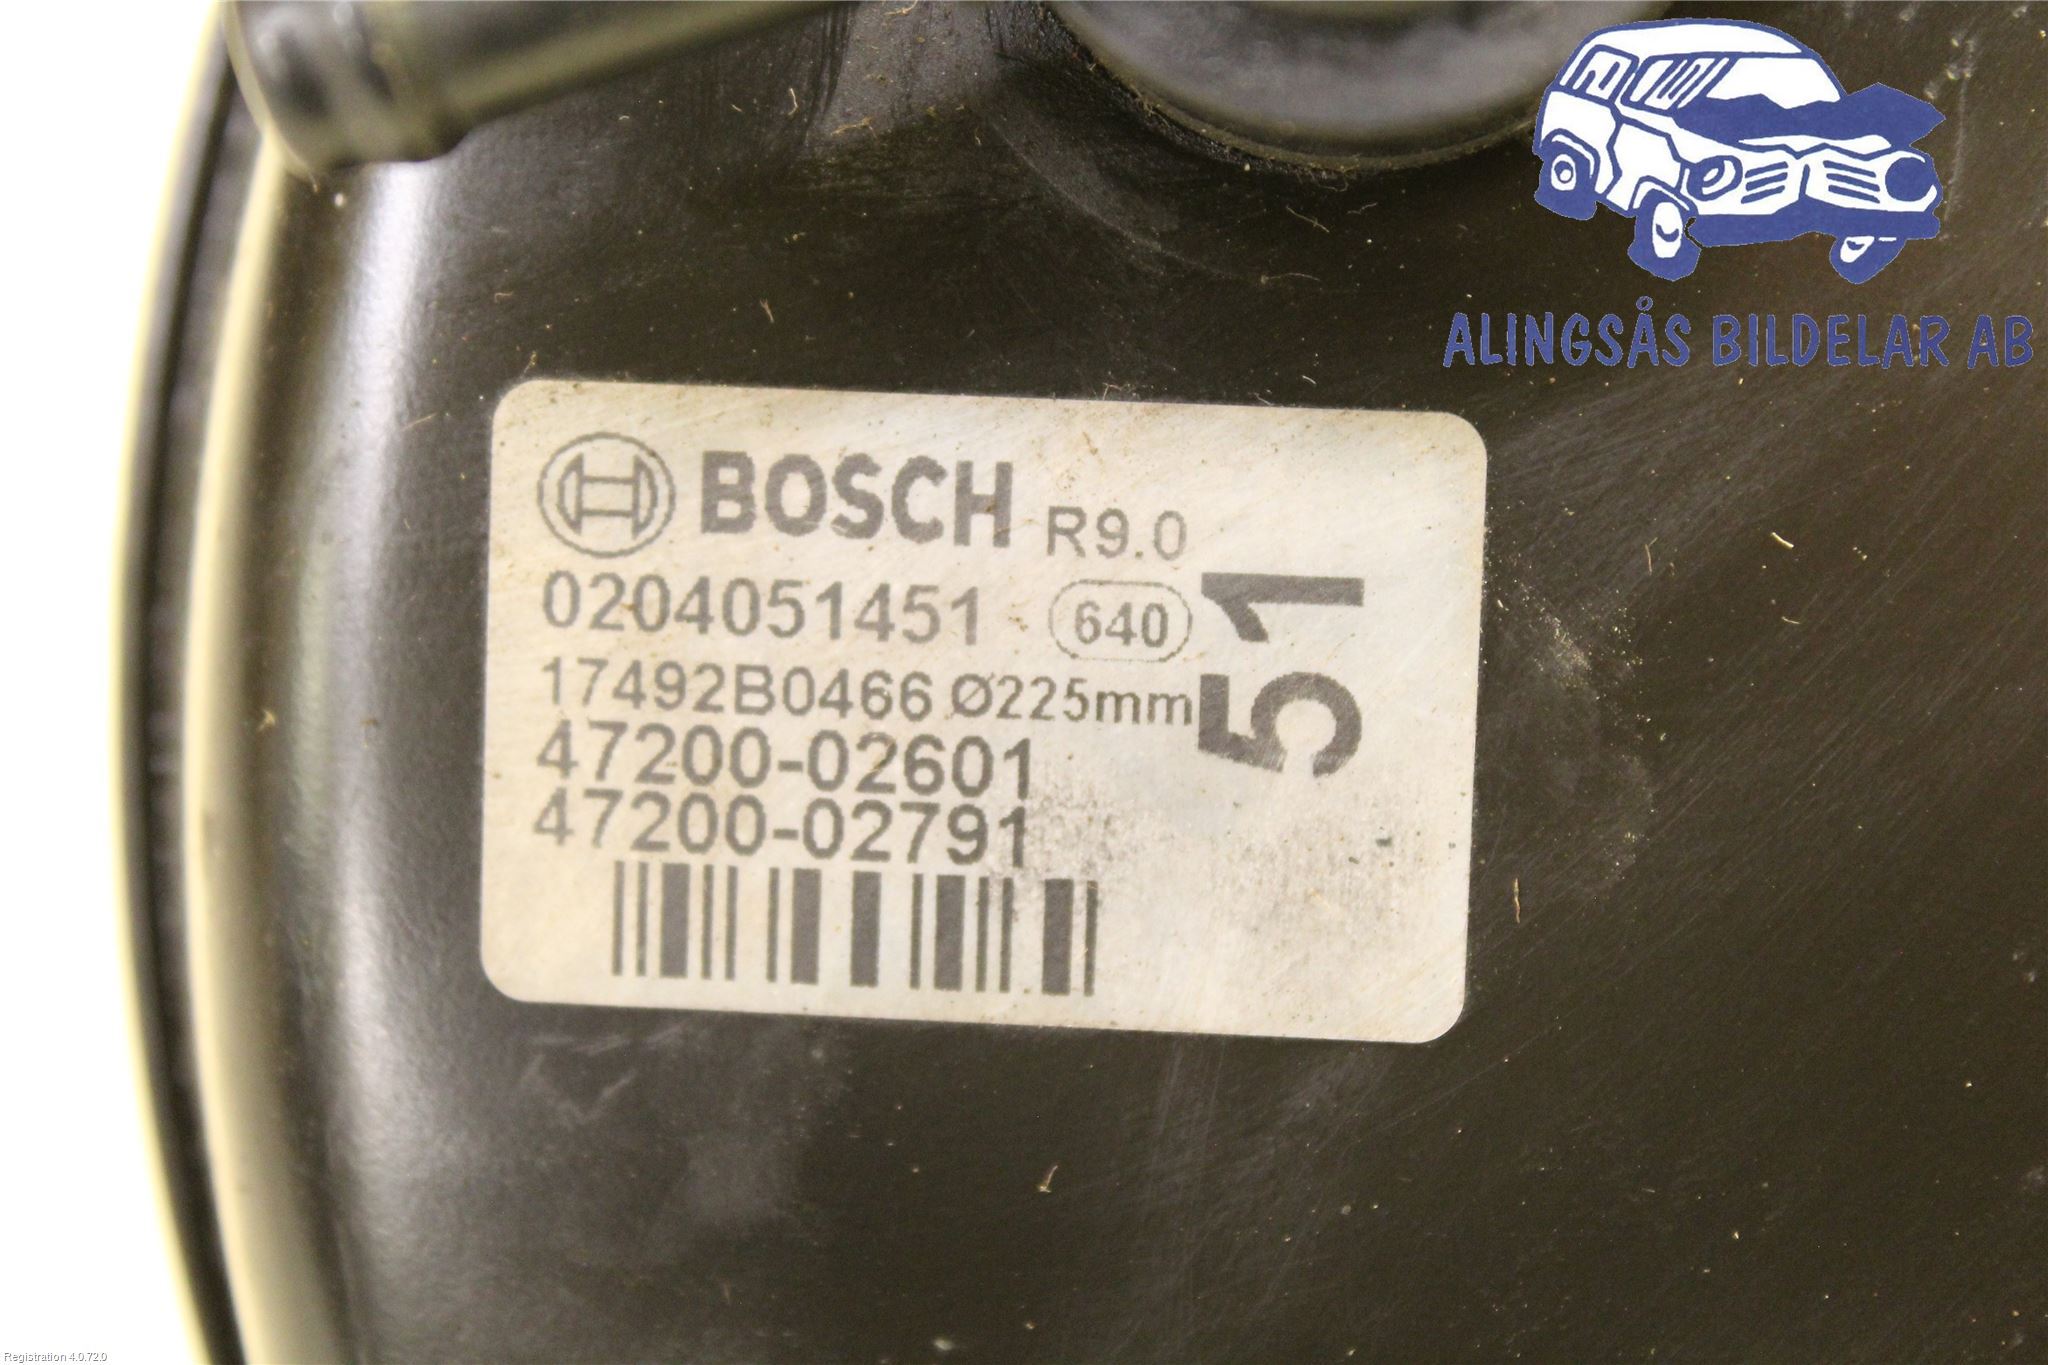 ALINGSÅS BILDELAR AB
BOSCH R9.0
0204051451 640
17492B0466 Ø225mm
47200-02601
47200-02791
51
Registration 4.0.72.0